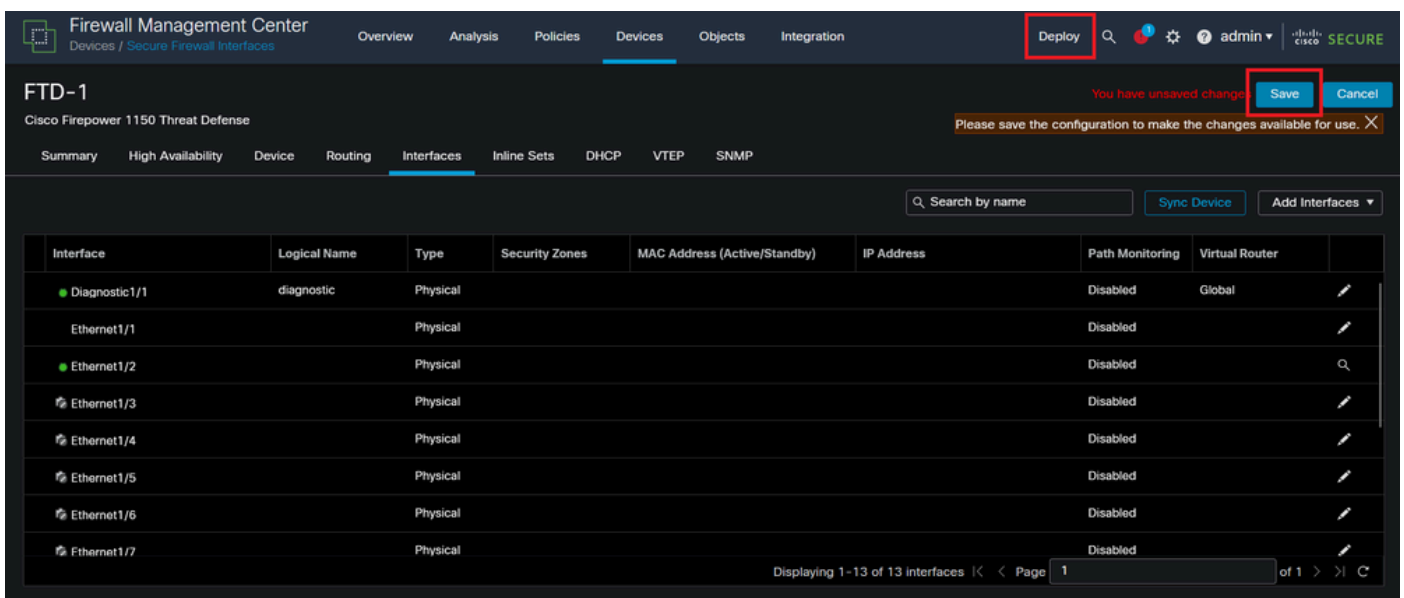 Firewall Management Center
Devices / Secure Firewall Interfaces
Overview Analysis Policies Devices Objects Integration Deploy 1 admin cisco SECURE
FTD-1
You have unsaved changes Save Cancel
Cisco Firepower 1150 Threat Defense
Please save the configuration to make the changes available for use. X
Summary High Availability Device Routing Interfaces Inline Sets DHCP VTEP SNMP
Search by name Sync Device Add Interfaces
Interface Logical Name Type Security Zones MAC Address (Active/Standby) IP Address Path Monitoring Virtual Router
Diagnostic1/1 diagnostic Physical Disabled Global
Ethernet1/1 Physical Disabled
Ethernet1/2 Physical Disabled
Ethernet1/3 Physical Disabled
Ethernet1/4 Physical Disabled
Ethernet1/5 Physical Disabled
Ethernet1/6 Physical Disabled
Ethernet1/7 Physical Disabled
Displaying 1-13 of 13 interfaces |< < Page 1 of 1 > >| C